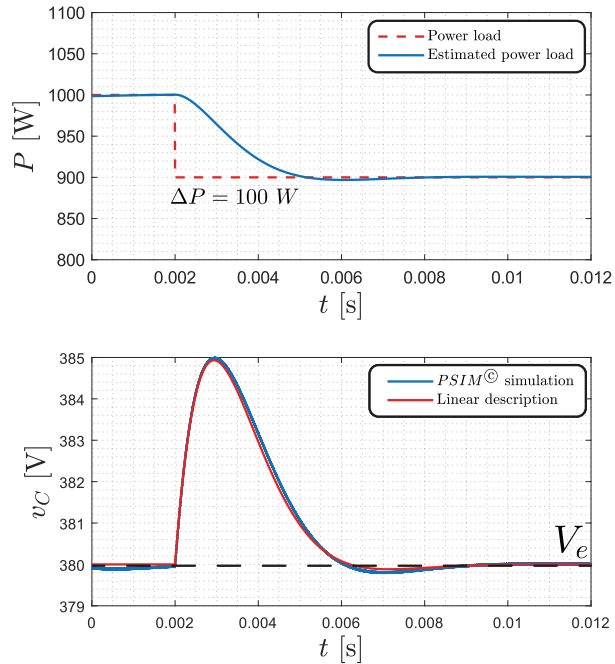 1100
1050
1000
950
900
850
800
P [W]
Power load
Estimated power load
ΔP = 100 W
0 0.002 0.004 0.006 0.008 0.01 0.012
t [s]
385
384
383
382
381
380
379
v_C [V]
PSIM© simulation
Linear description
V_e
0 0.002 0.004 0.006 0.008 0.01 0.012
t [s]